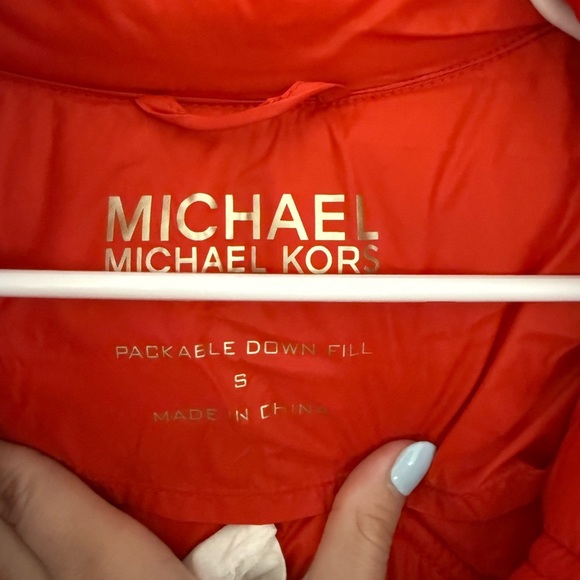 MICHAEL
MICHAEL KORS
PACKABLE DOWN FILL
S
MADE IN CHINA